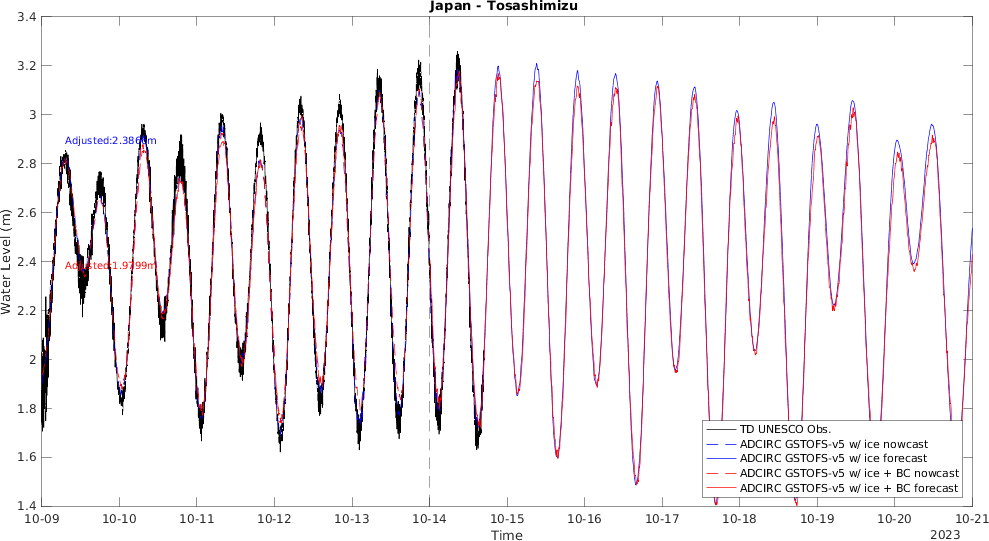 Japan - Tosashimizu
3.4
3.2
3
2.8
2.6
2.4
2.2
2
1.8
1.6
1.4
Water Level (m)
Adjusted:2.386 m
Adjusted:1.9799m
TD UNESCO Obs.
ADCIRC GSTOFS-v5 w/ ice nowcast
ADCIRC GSTOFS-v5 w/ ice forecast
ADCIRC GSTOFS-v5 w/ ice + BC nowcast
ADCIRC GSTOFS-v5 w/ ice + BC forecast
10-09 10-10 10-11 10-12 10-13 10-14 10-15 10-16 10-17 10-18 10-19 10-20 10-21
Time
2023